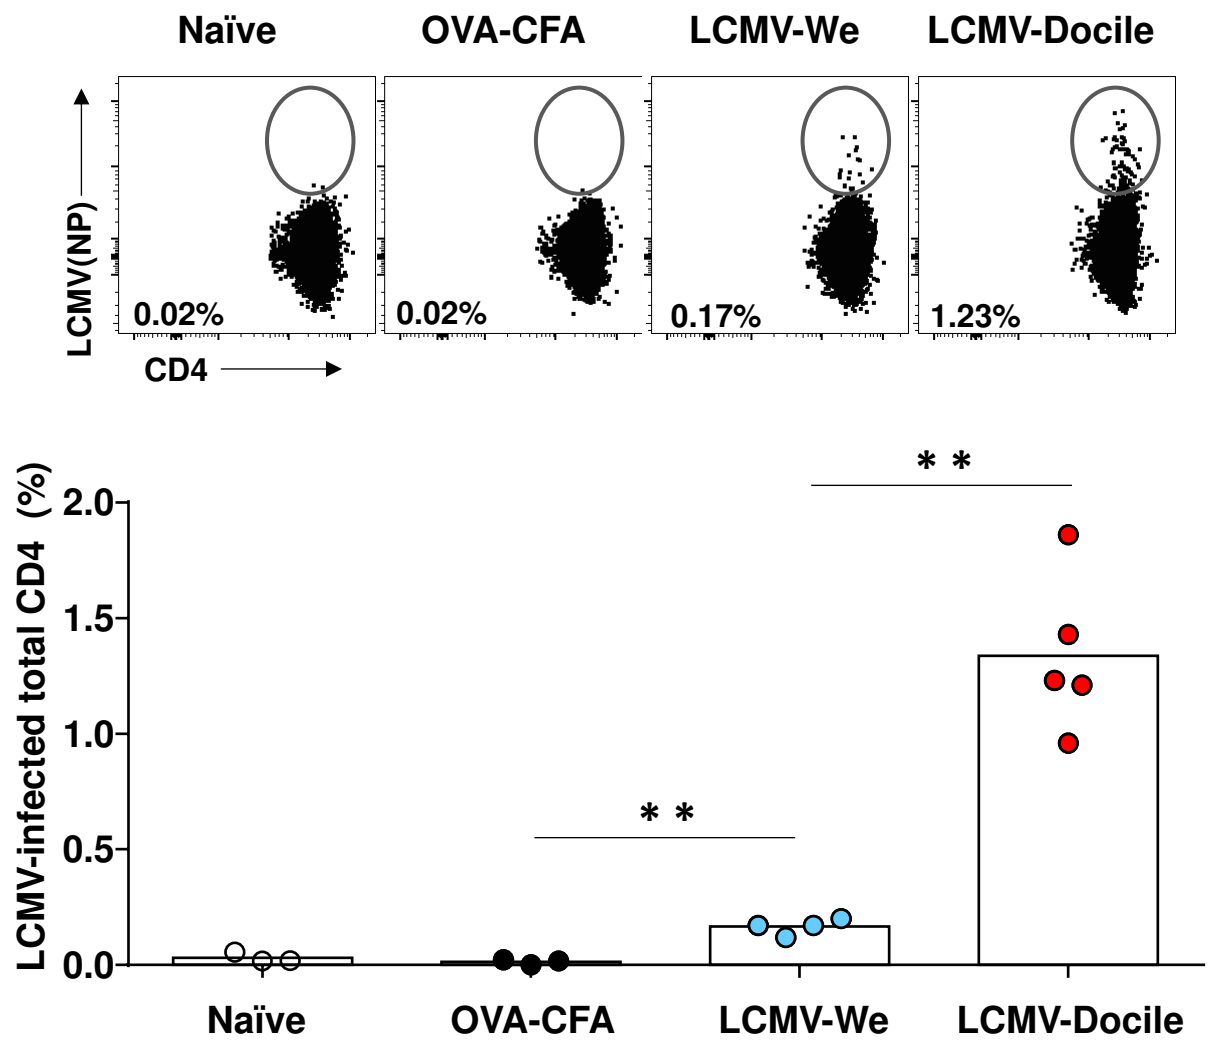 Naïve OVA-CFA LCMV-We LCMV-Docile
LCMV(NP)
0.02% 0.02% 0.17% 1.23%
CD4
LCMV-infected total CD4 (%)
* *
2.0
1.5
1.0
* *
0.5
0.0
Naïve OVA-CFA LCMV-We LCMV-Docile